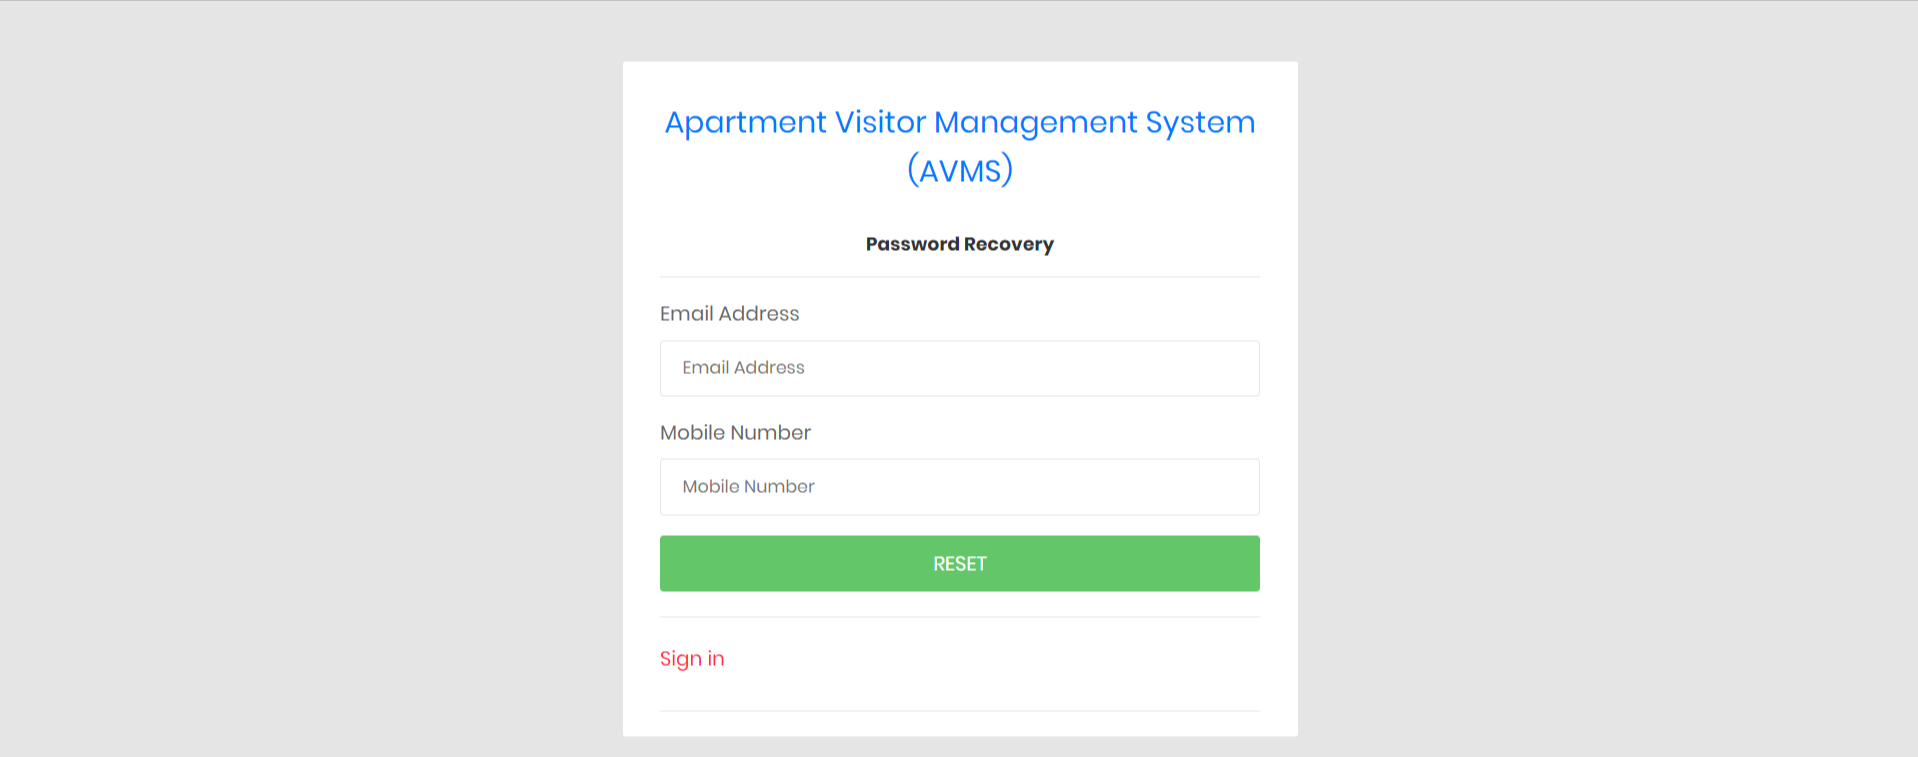 Apartment Visitor Management System
(AVMS)
Password Recovery
Email Address
Email Address
Mobile Number
Mobile Number
RESET
Sign in